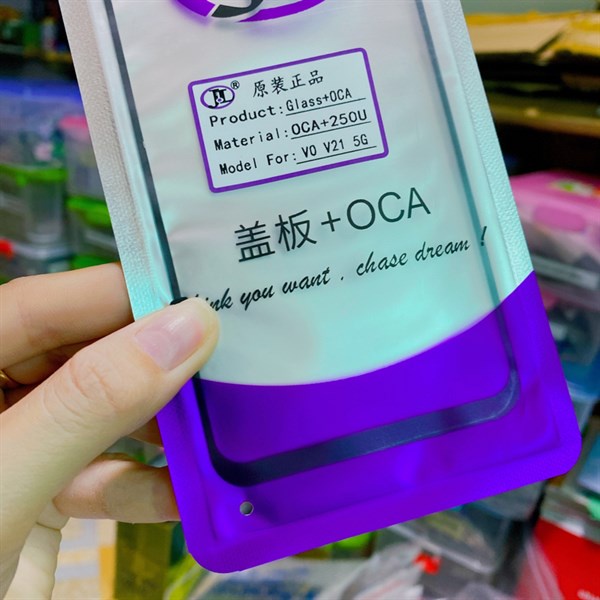 ® 原装正品
Product: Glass+OCA
Material: OCA+250U
Model For: VO V21 5G
盖板+OCA
you want . chase dream !